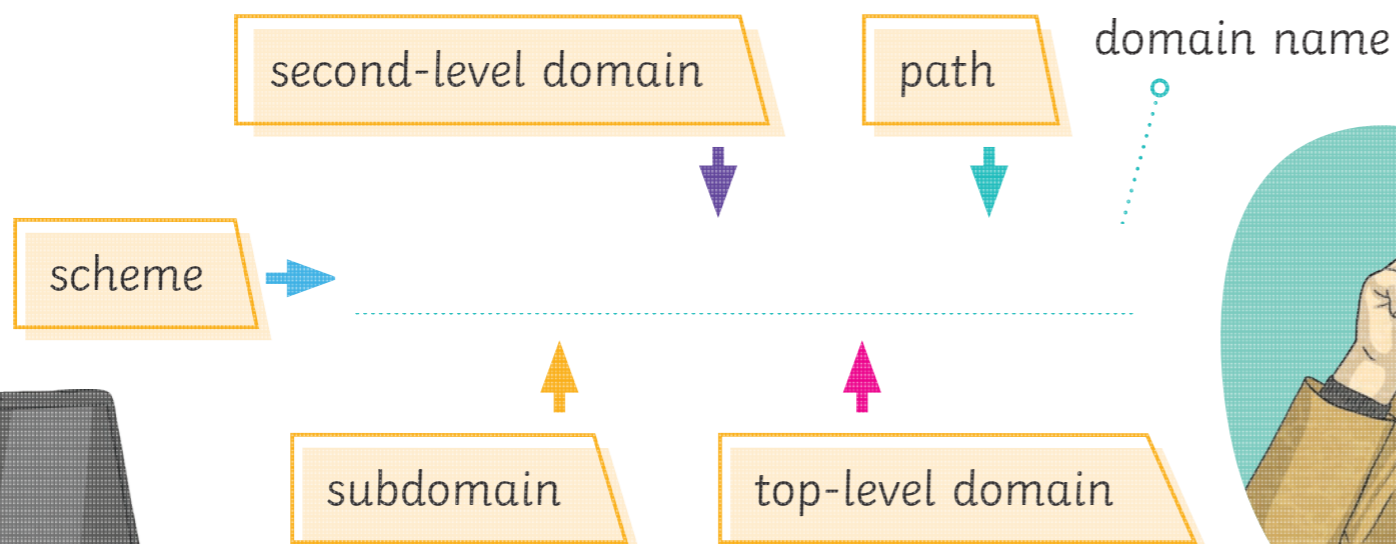 domain name
second-level domain
path
scheme
subdomain
top-level domain